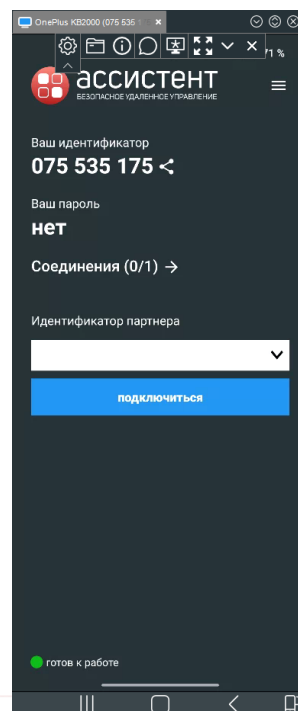 OnePlus KB2000 (075 535 1
71 %
ассистент
БЕЗОПАСНОЕ УДАЛЕННОЕ УПРАВЛЕНИЕ
Ваш идентификатор
075 535 175
Ваш пароль
нет
Соединения (0/1) →
Идентификатор партнера
подключиться
готов к работе